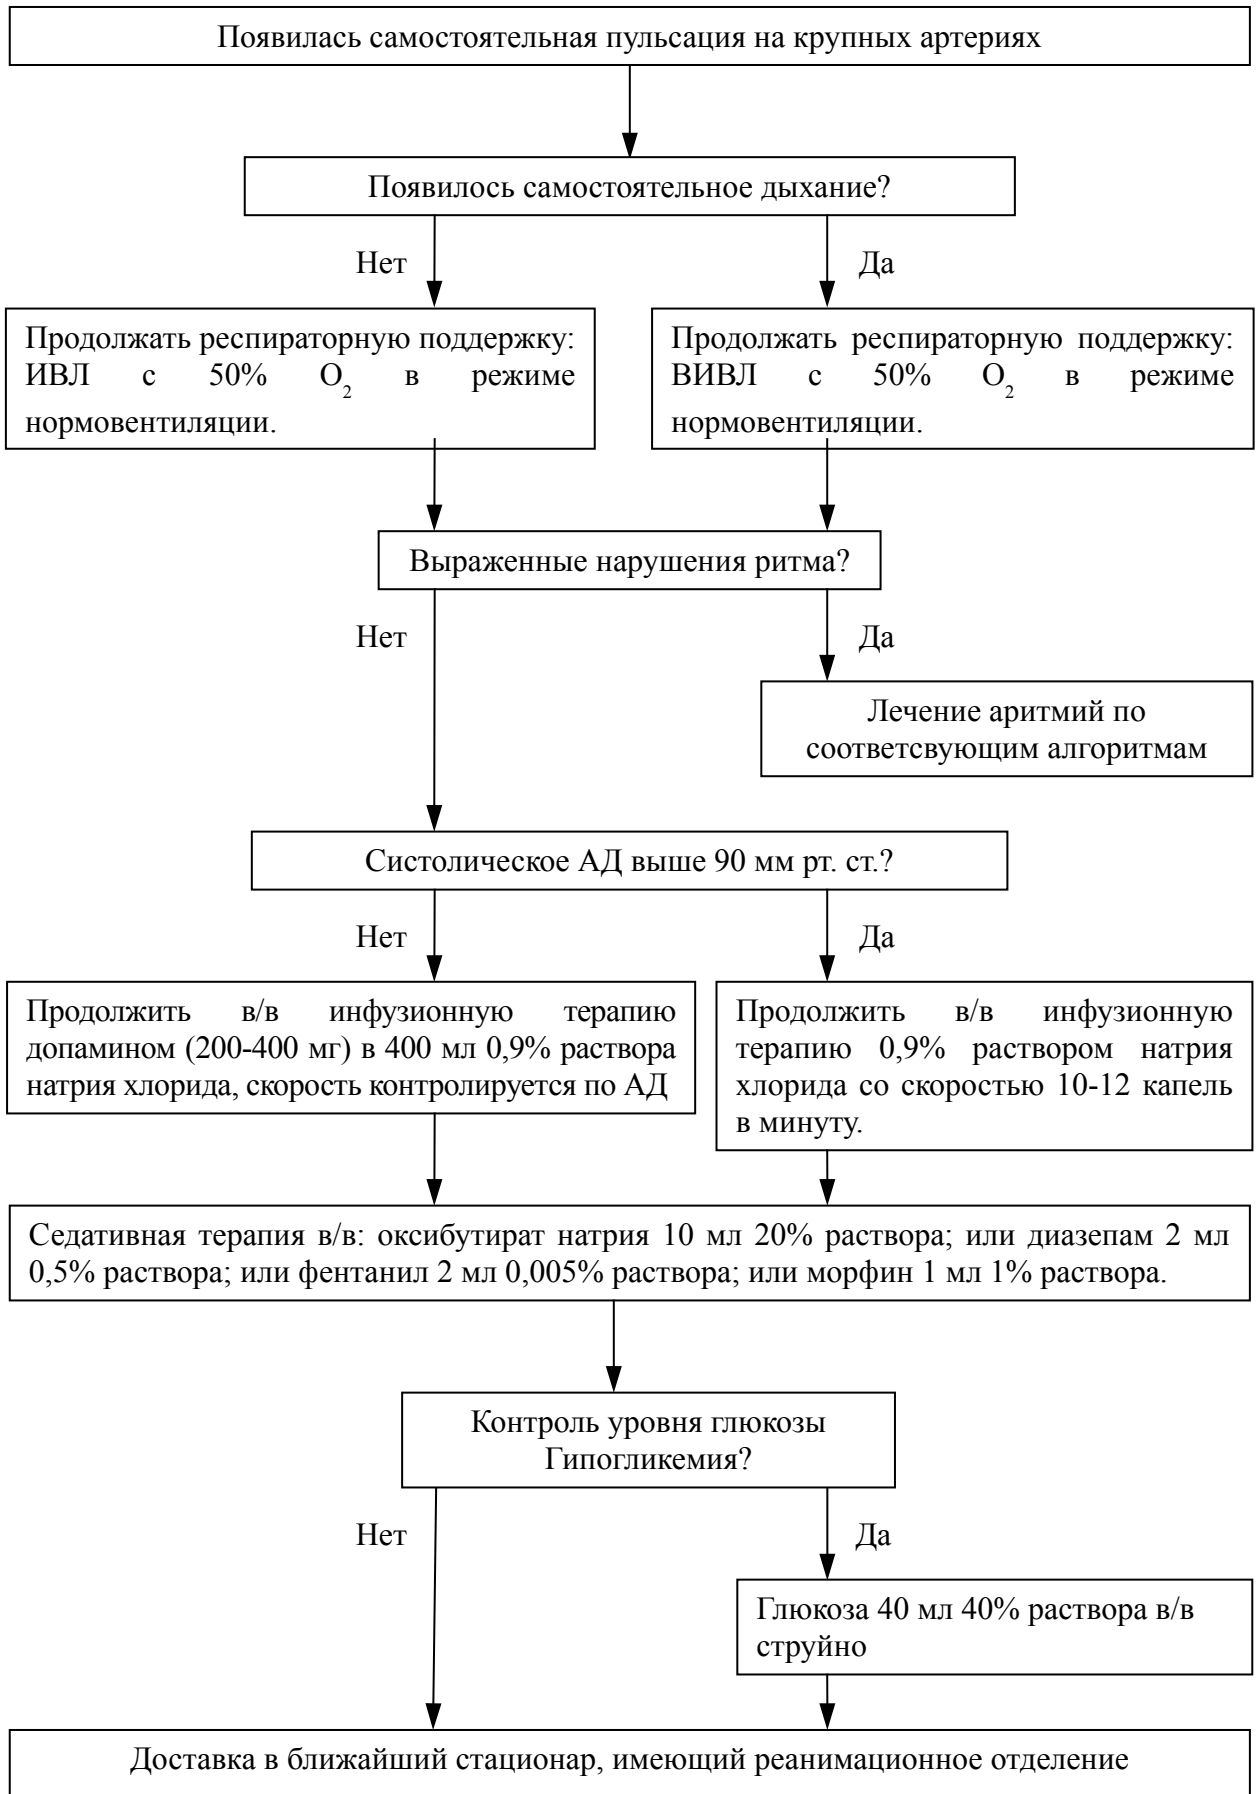 Появилась самостоятельная пульсация на крупных артериях
Появилось самостоятельное дыхание?
Нет
Да
Продолжать респираторную поддержку:
ИВЛ с 50% O₂ в режиме
нормовентиляции.
Продолжать респираторную поддержку:
ВИВЛ с 50% O₂ в режиме
нормовентиляции.
Выраженные нарушения ритма?
Нет
Да
Лечение аритмий по
соответсвующим алгоритмам
Систолическое АД выше 90 мм рт. ст.?
Нет
Да
Продолжить в/в инфузионную терапию
допамином (200-400 мг) в 400 мл 0,9% раствора
натрия хлорида, скорость контролируется по АД
Продолжить в/в инфузионную
терапию 0,9% раствором натрия
хлорида со скоростью 10-12 капель
в минуту.
Седативная терапия в/в: оксибутират натрия 10 мл 20% раствора; или диазепам 2 мл
0,5% раствора; или фентанил 2 мл 0,005% раствора; или морфин 1 мл 1% раствора.
Контроль уровня глюкозы
Гипогликемия?
Нет
Да
Глюкоза 40 мл 40% раствора в/в
струйно
Доставка в ближайший стационар, имеющий реанимационное отделение